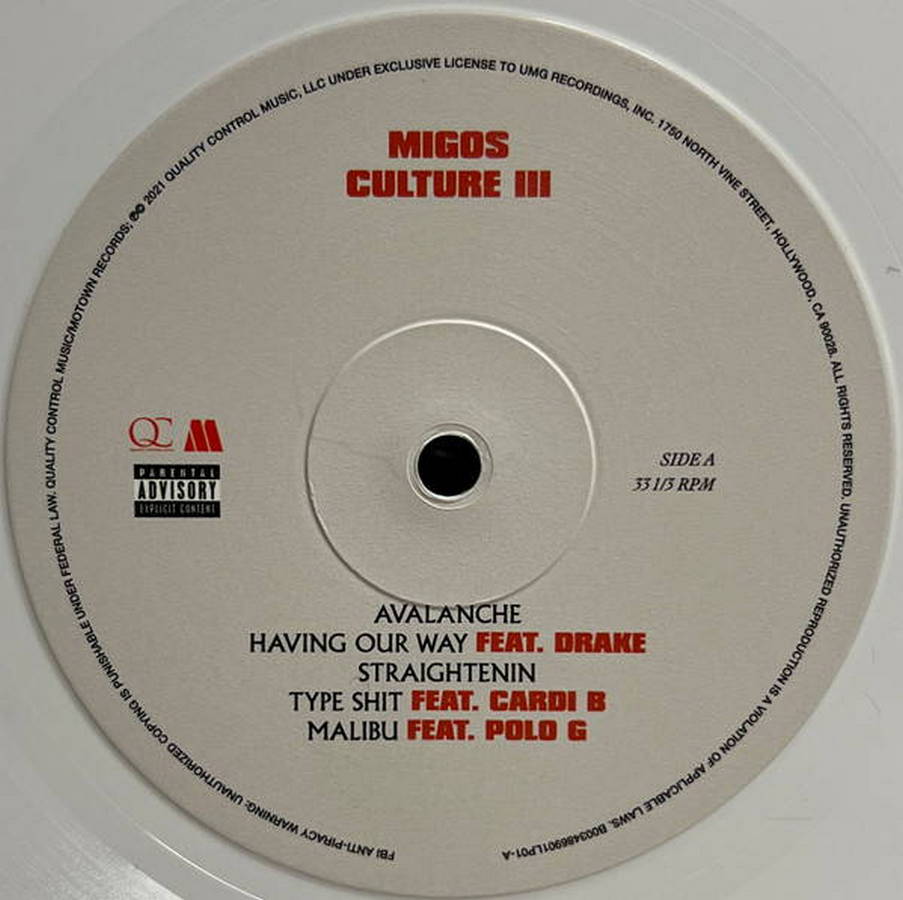 MIGOS
CULTURE III
QC
PARENTAL
ADVISORY
EXPLICIT CONTENT
SIDE A
33 1/3 RPM
AVALANCHE
HAVING OUR WAY FEAT. DRAKE
STRAIGHTENIN
TYPE SHIT FEAT. CARDI B
MALIBU FEAT. POLO G
FBI ANTI-PIRACY WARNING: UNAUTHORIZED COPYING IS PUNISHABLE UNDER FEDERAL LAW. QUALITY CONTROL MUSIC/MOTOWN RECORDS; ℗© 2021 QUALITY CONTROL MUSIC, LLC UNDER EXCLUSIVE LICENSE TO UMG RECORDINGS, INC. 1750 NORTH VINE STREET, HOLLYWOOD, CA 90028. ALL RIGHTS RESERVED. UNAUTHORIZED REPRODUCTION IS A VIOLATION OF APPLICABLE LAWS. B003486901LP01-A